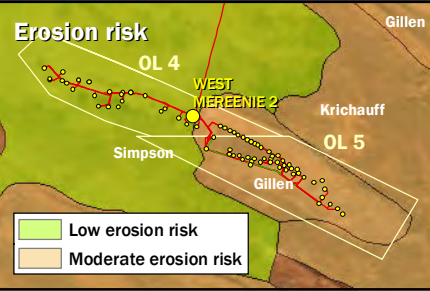 Gillen
Erosion risk
OL 4
WEST
MEREENIE 2
Krichauff
OL 5
Simpson
Gillen
Low erosion risk
Moderate erosion risk